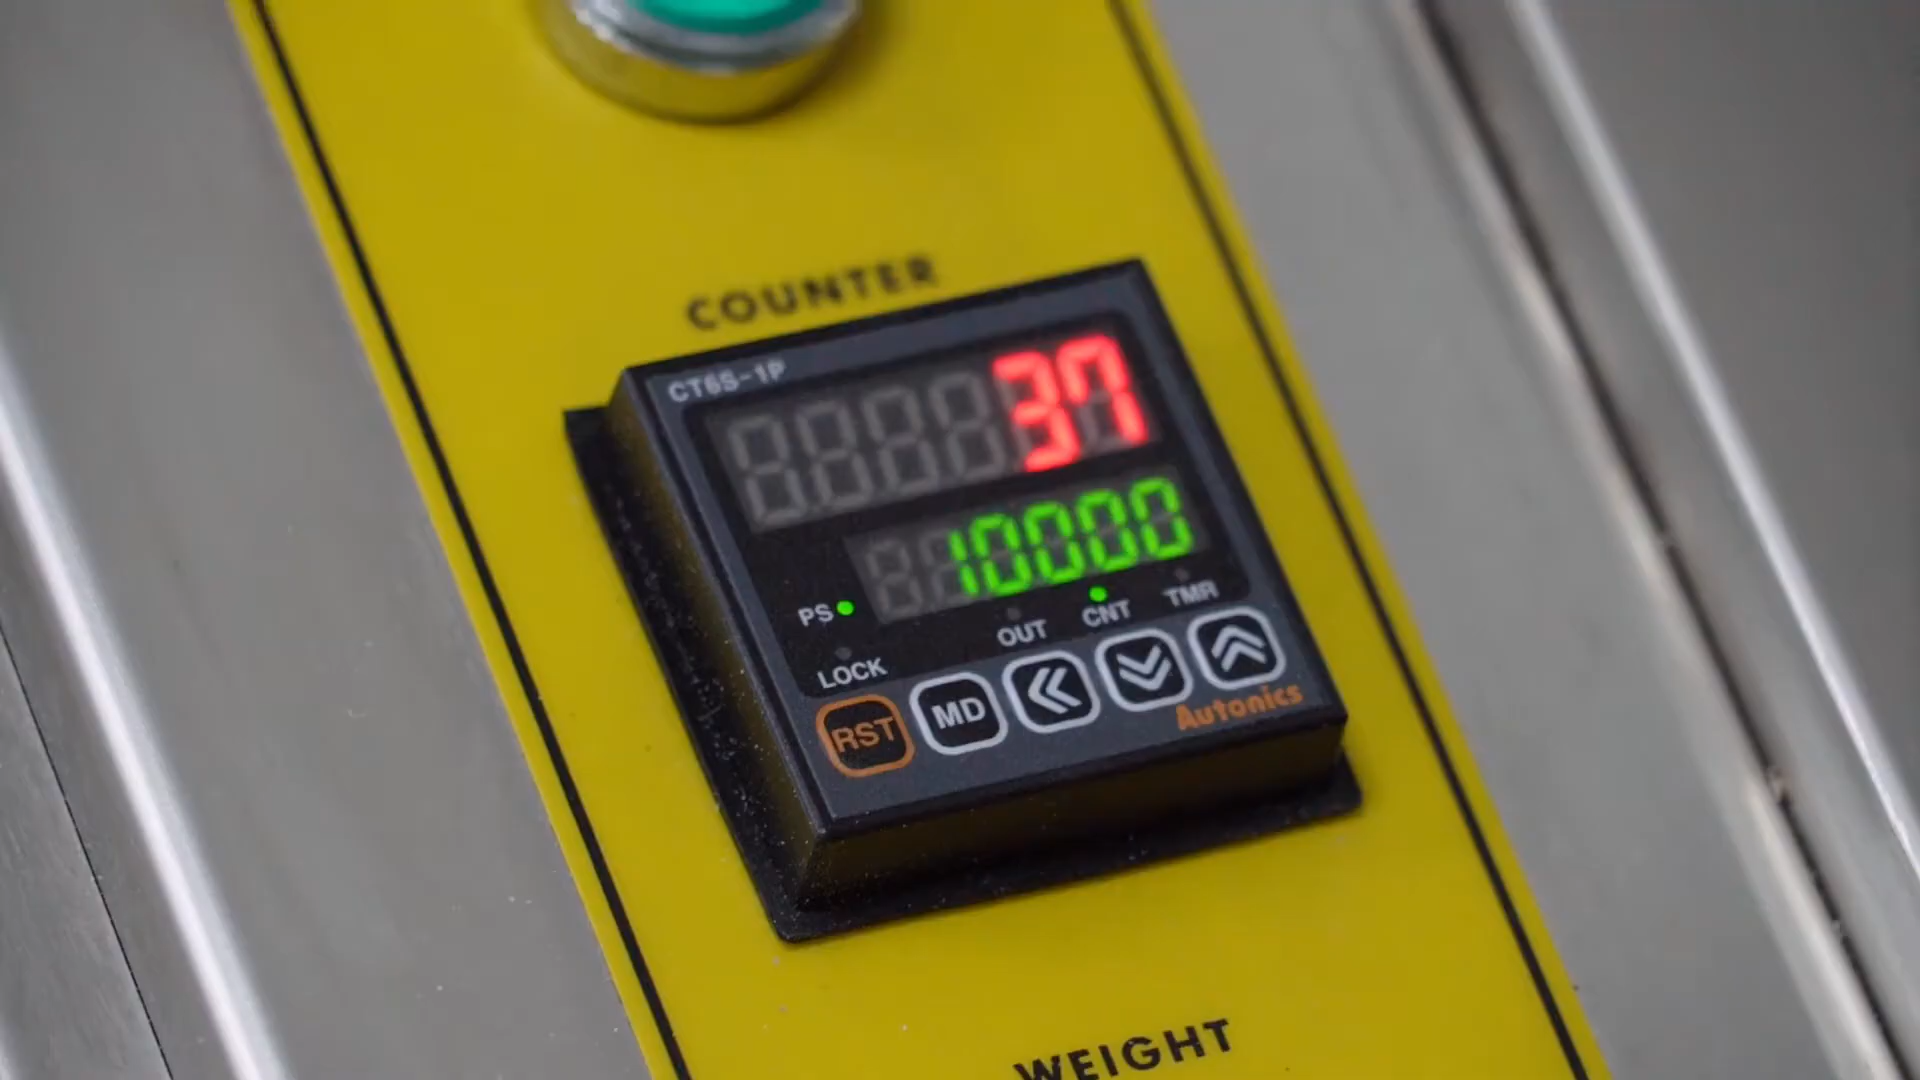 COUNTER
CT6S-1P
37
10000
PS
OUT CNT TMR
LOCK
RST MD
Autonics
WEIGHT